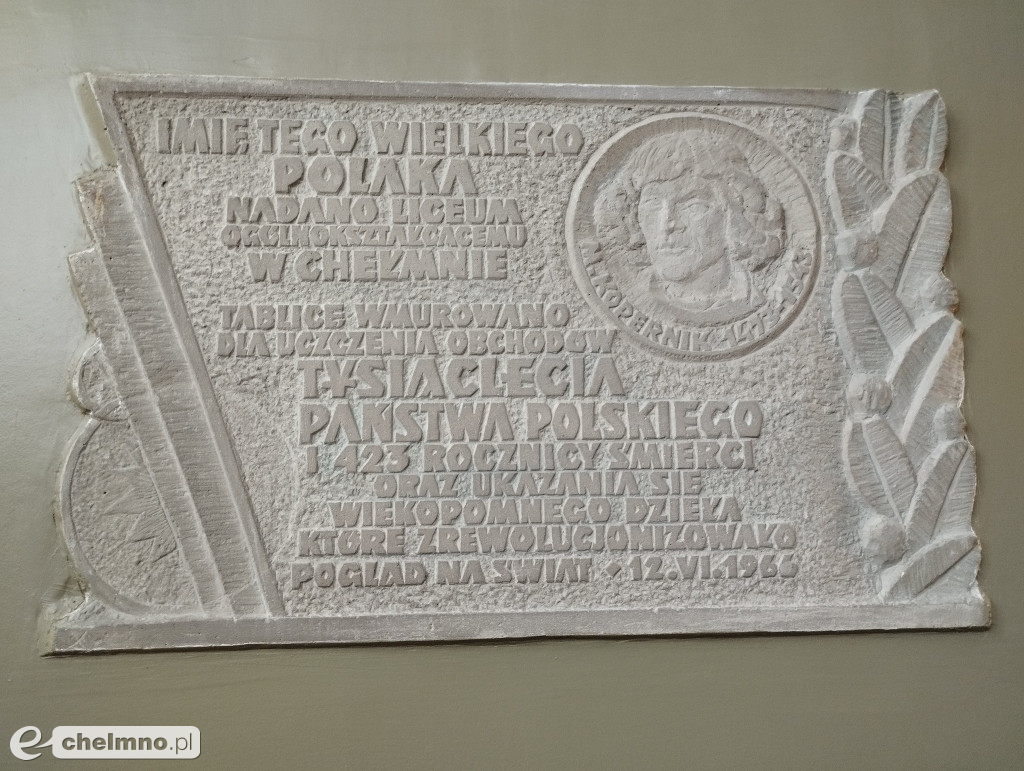 IMIĘ TEGO WIELKIEGO
POLAKA
NADANO LICEUM
OGÓLNOKSZTAŁCĄCEMU
W CHEŁMNIE
TABLICĘ WMUROWANO
DLA UCZCZENIA OBCHODÓW
TYSIĄCLECIA
PAŃSTWA POLSKIEGO
I 423 ROCZNICY ŚMIERCI
ORAZ UKAZANIA SIĘ
WIEKOPOMNEGO DZIEŁA
KTÓRE ZREWOLUCJONIZOWAŁO
POGLĄD NA ŚWIAT • 12.VI.1966
M. KOPERNIK 1473-1543
e-chelmno.pl